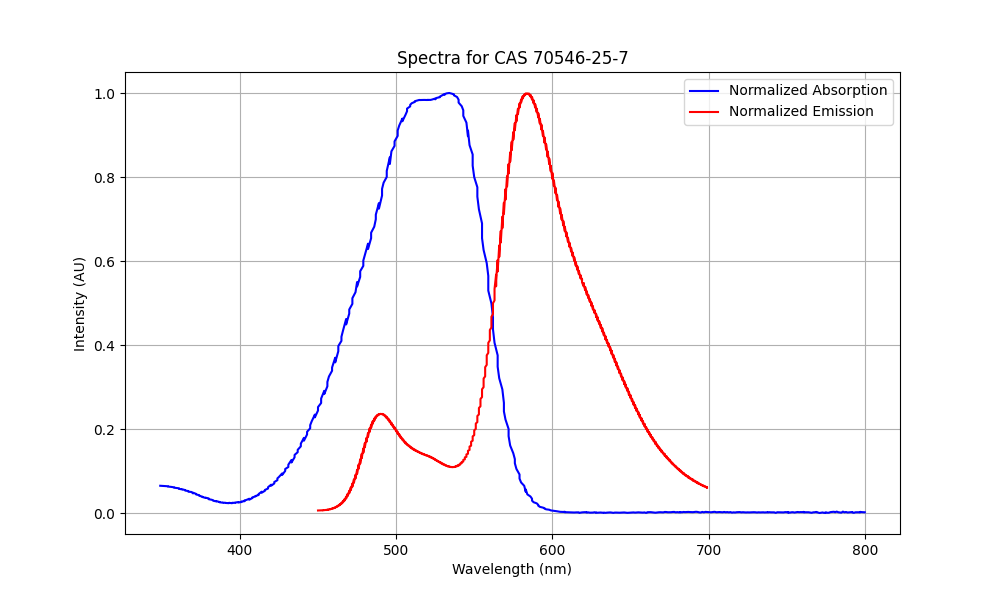 Spectra for CAS 70546-25-7
Normalized Absorption
Normalized Emission
Intensity (AU)
1.0
0.8
0.6
0.4
0.2
0.0
400 500 600 700 800
Wavelength (nm)